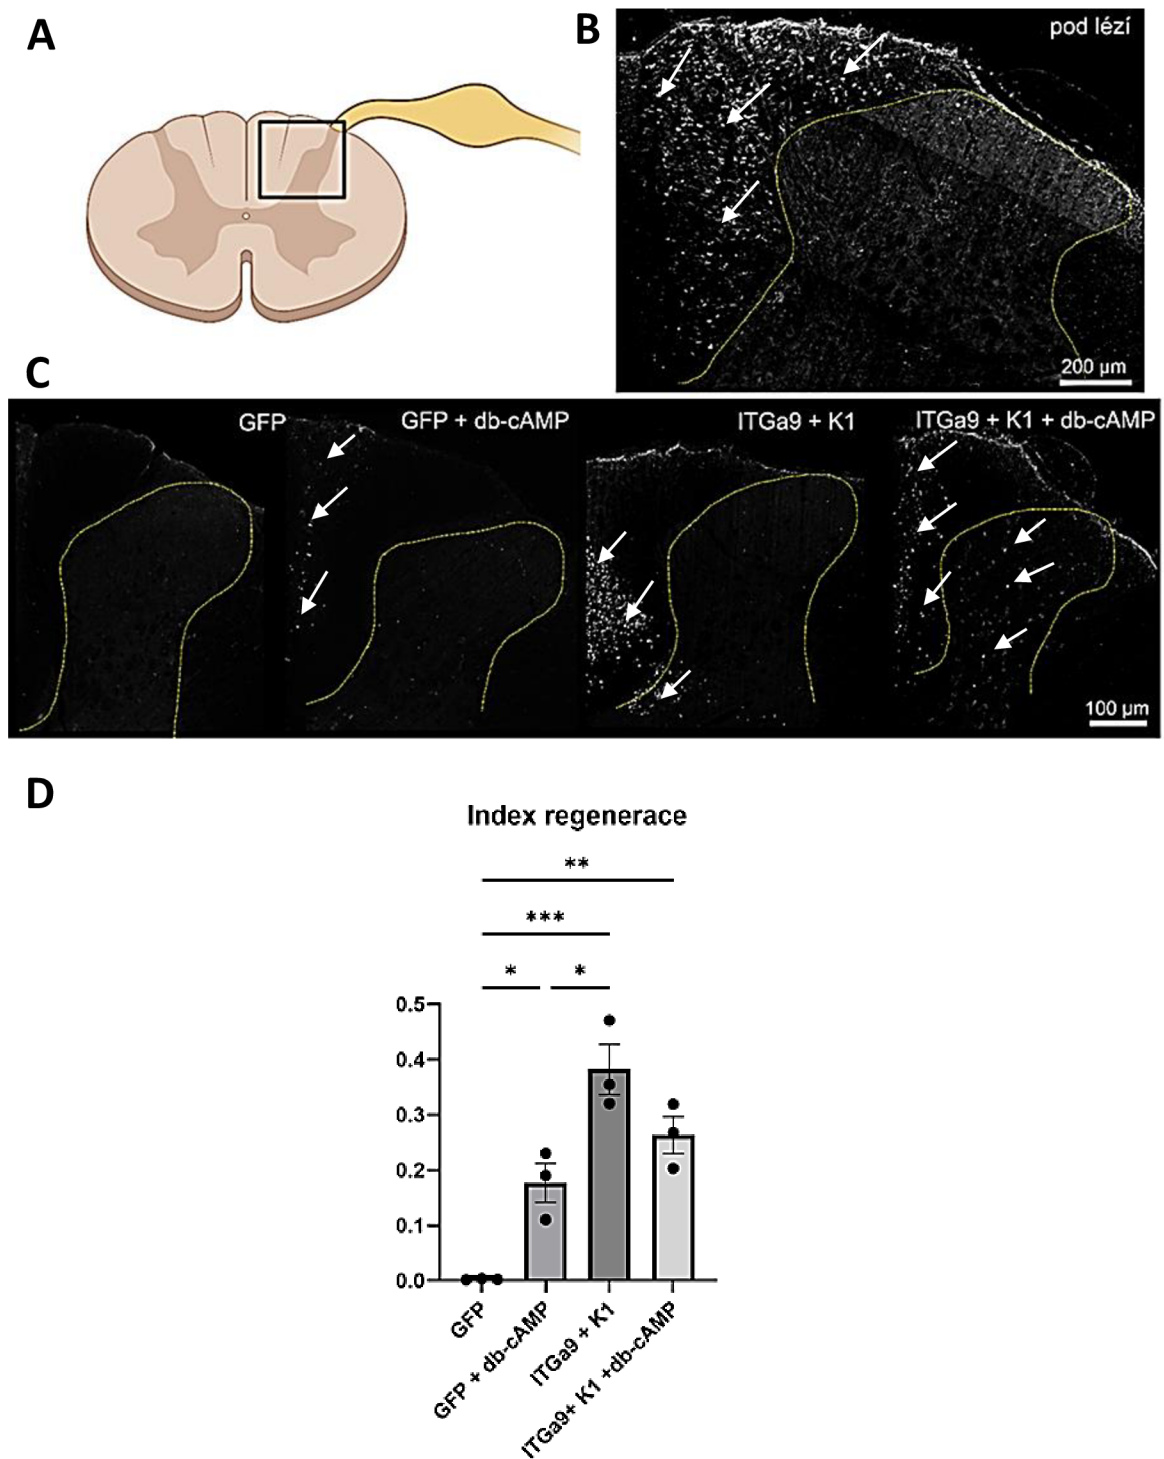 A
B
pod lézí
200 µm
C
GFP
GFP + db-cAMP
ITGa9 + K1
ITGa9 + K1 + db-cAMP
100 µm
D
Index regenerace
**
***
* *
0.5
0.4
0.3
0.2
0.1
0.0
GFP
GFP + db-cAMP
ITGa9 + K1
ITGa9+ K1 +db-cAMP